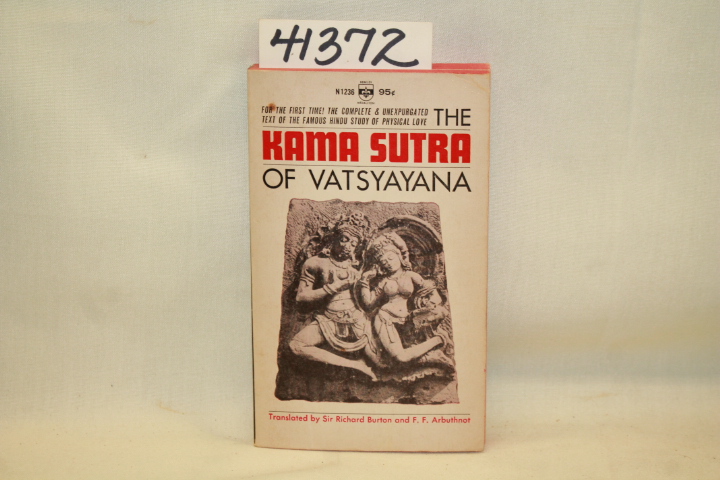 41372
N1236 95¢
FOR THE FIRST TIME! THE COMPLETE & UNEXPURGATED
TEXT OF THE FAMOUS HINDU STUDY OF PHYSICAL LOVE
THE
KAMA SUTRA
OF VATSYAYANA
Translated by Sir Richard Burton and F. F. Arbuthnot